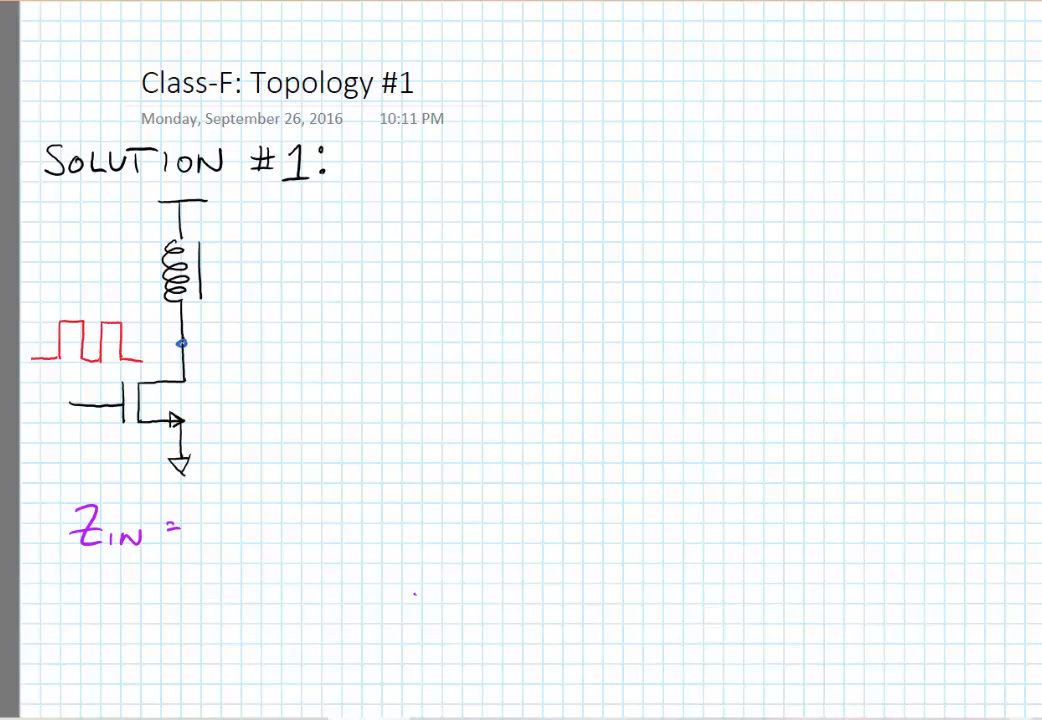 Class-F: Topology #1
Monday, September 26, 2016 10:11 PM
SOLUTION #1:
ZIN =